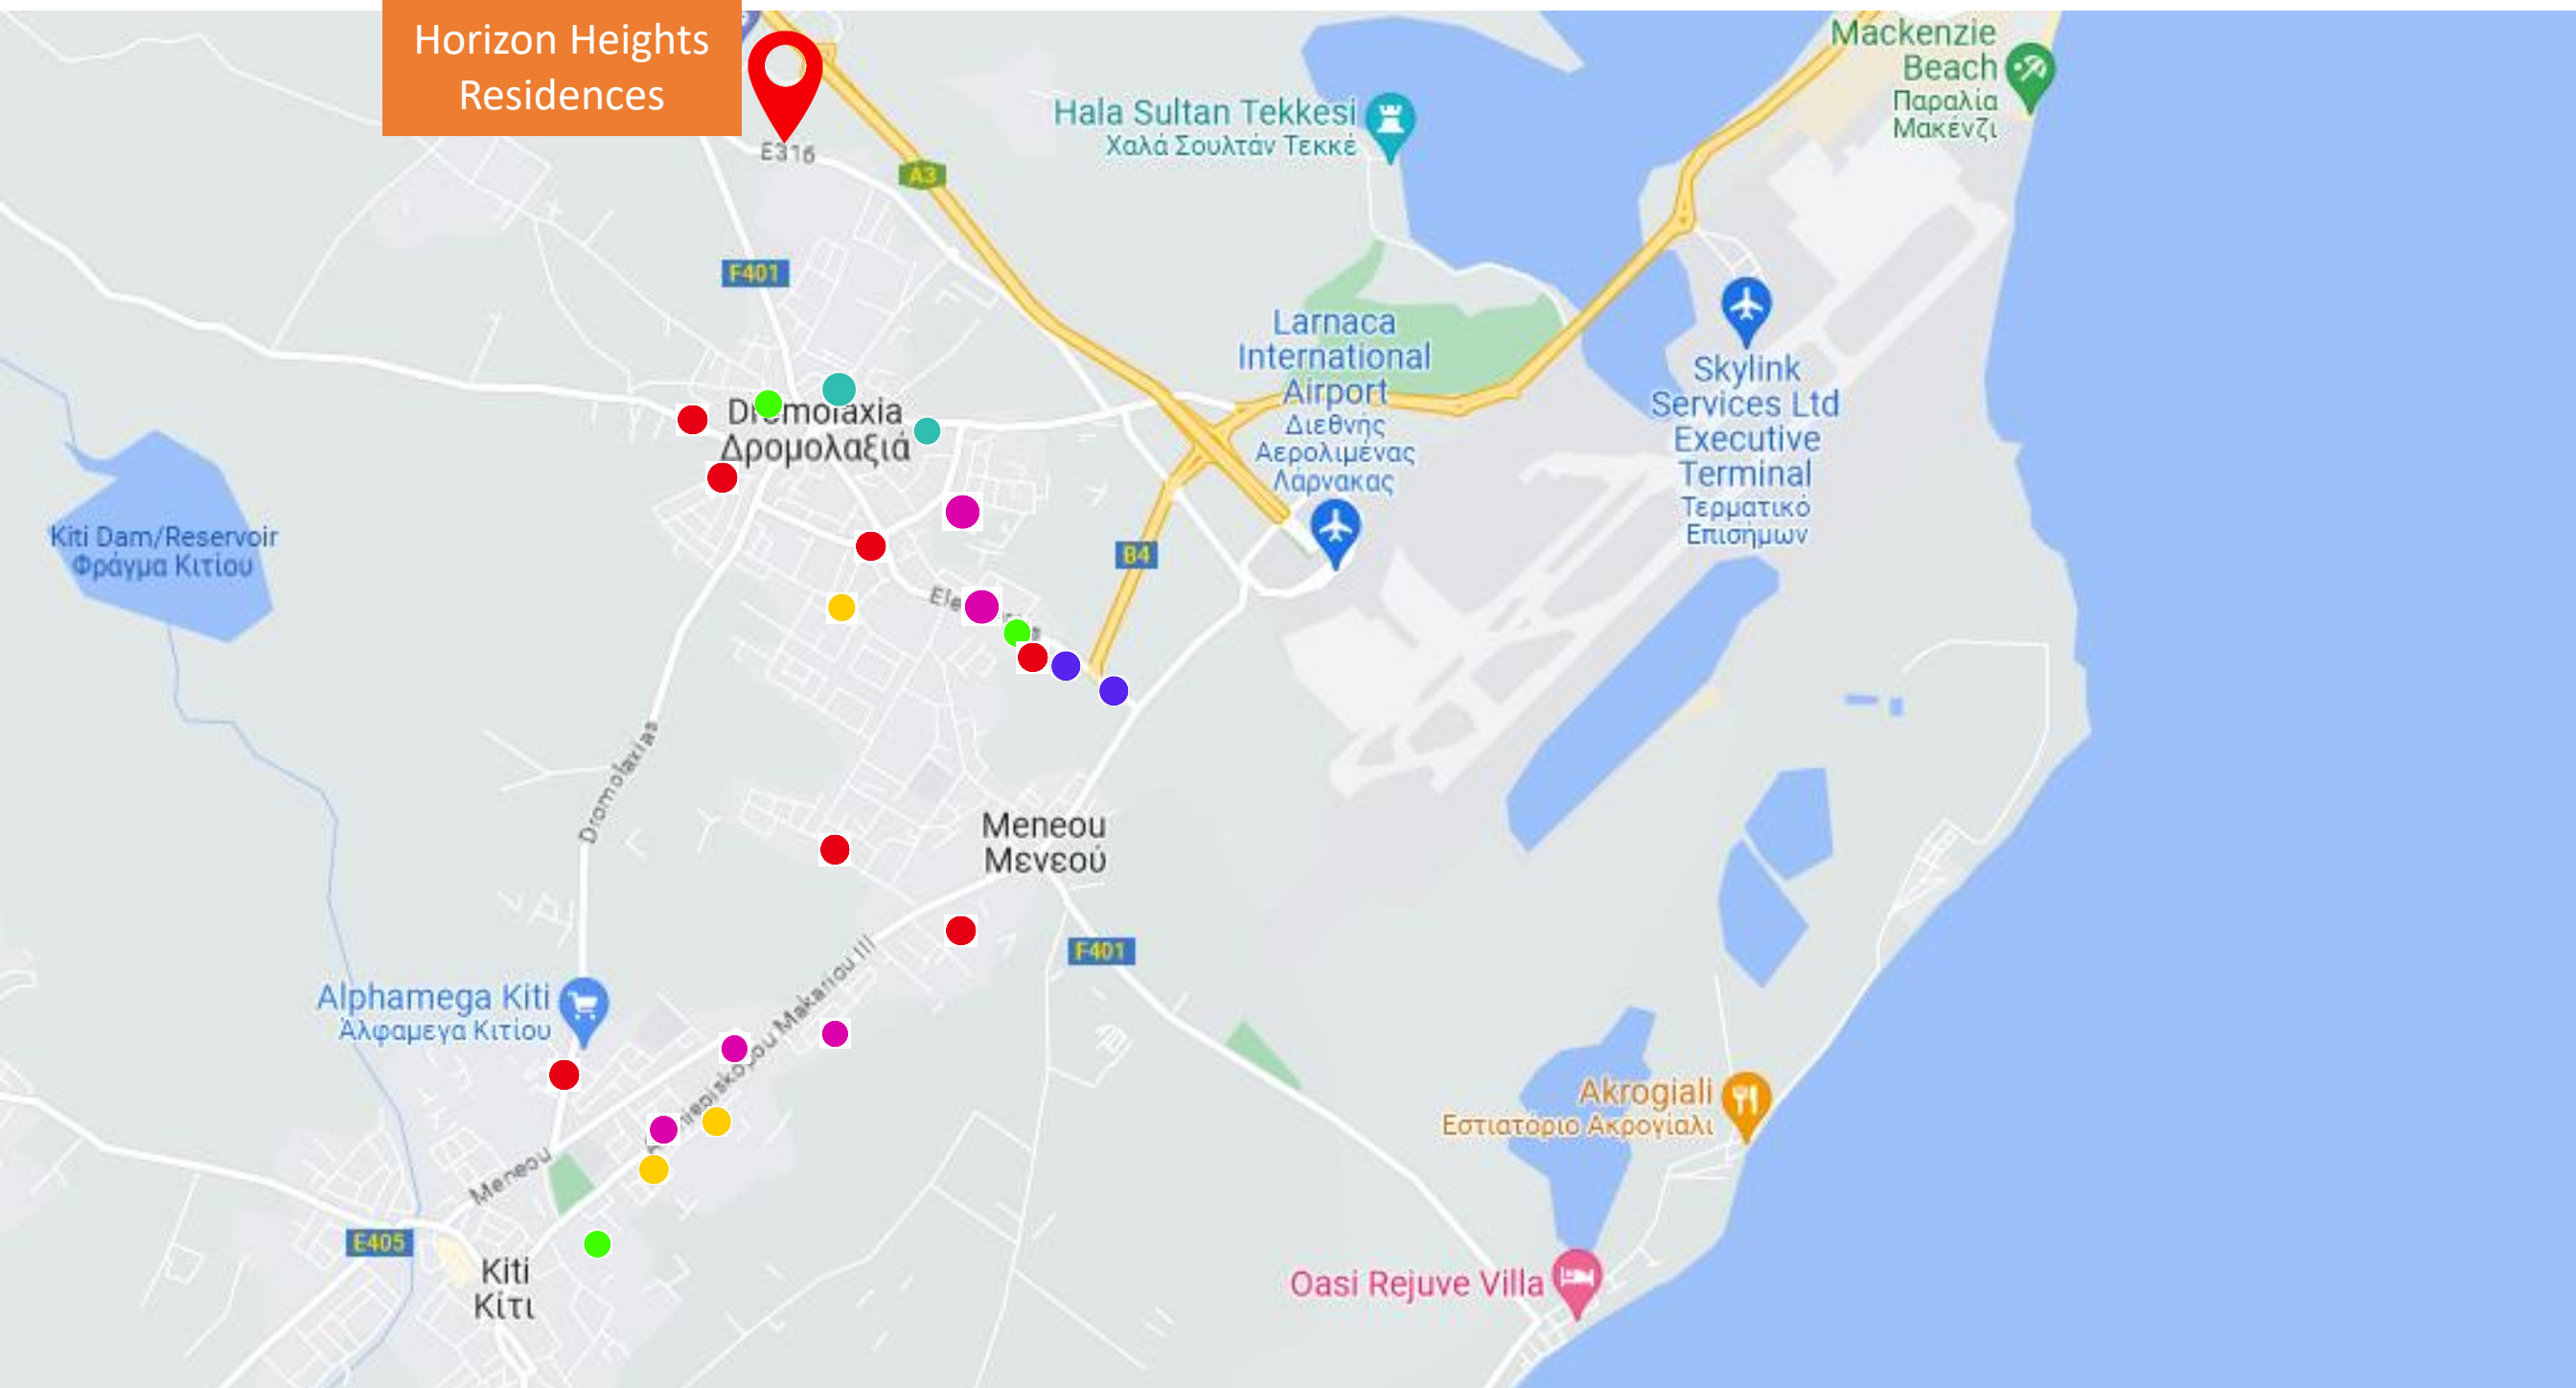 Horizon Heights
Residences
E316
A3
Hala Sultan Tekkesi
Χαλά Σουλτάν Τεκκέ
Mackenzie
Beach
Παραλία
Μακένζι
F401
Larnaca
International
Airport
Διεθνής
Αερολιμένας
Λάρνακας
Skylink
Services Ltd
Executive
Terminal
Τερματικό
Επισήμων
Δρομολαξιά
Kiti Dam/Reservoir
Φράγμα Κιτίου
B4
Dromolaxias
Meneou
Μενεού
F401
Alphamega Kiti
Άλφαμεγα Κιτίου
Makariou III
Akrogiali
Εστιατόριο Ακρογιαλι
Meneou
E405
Kiti
Κίτι
Oasi Rejuve Villa